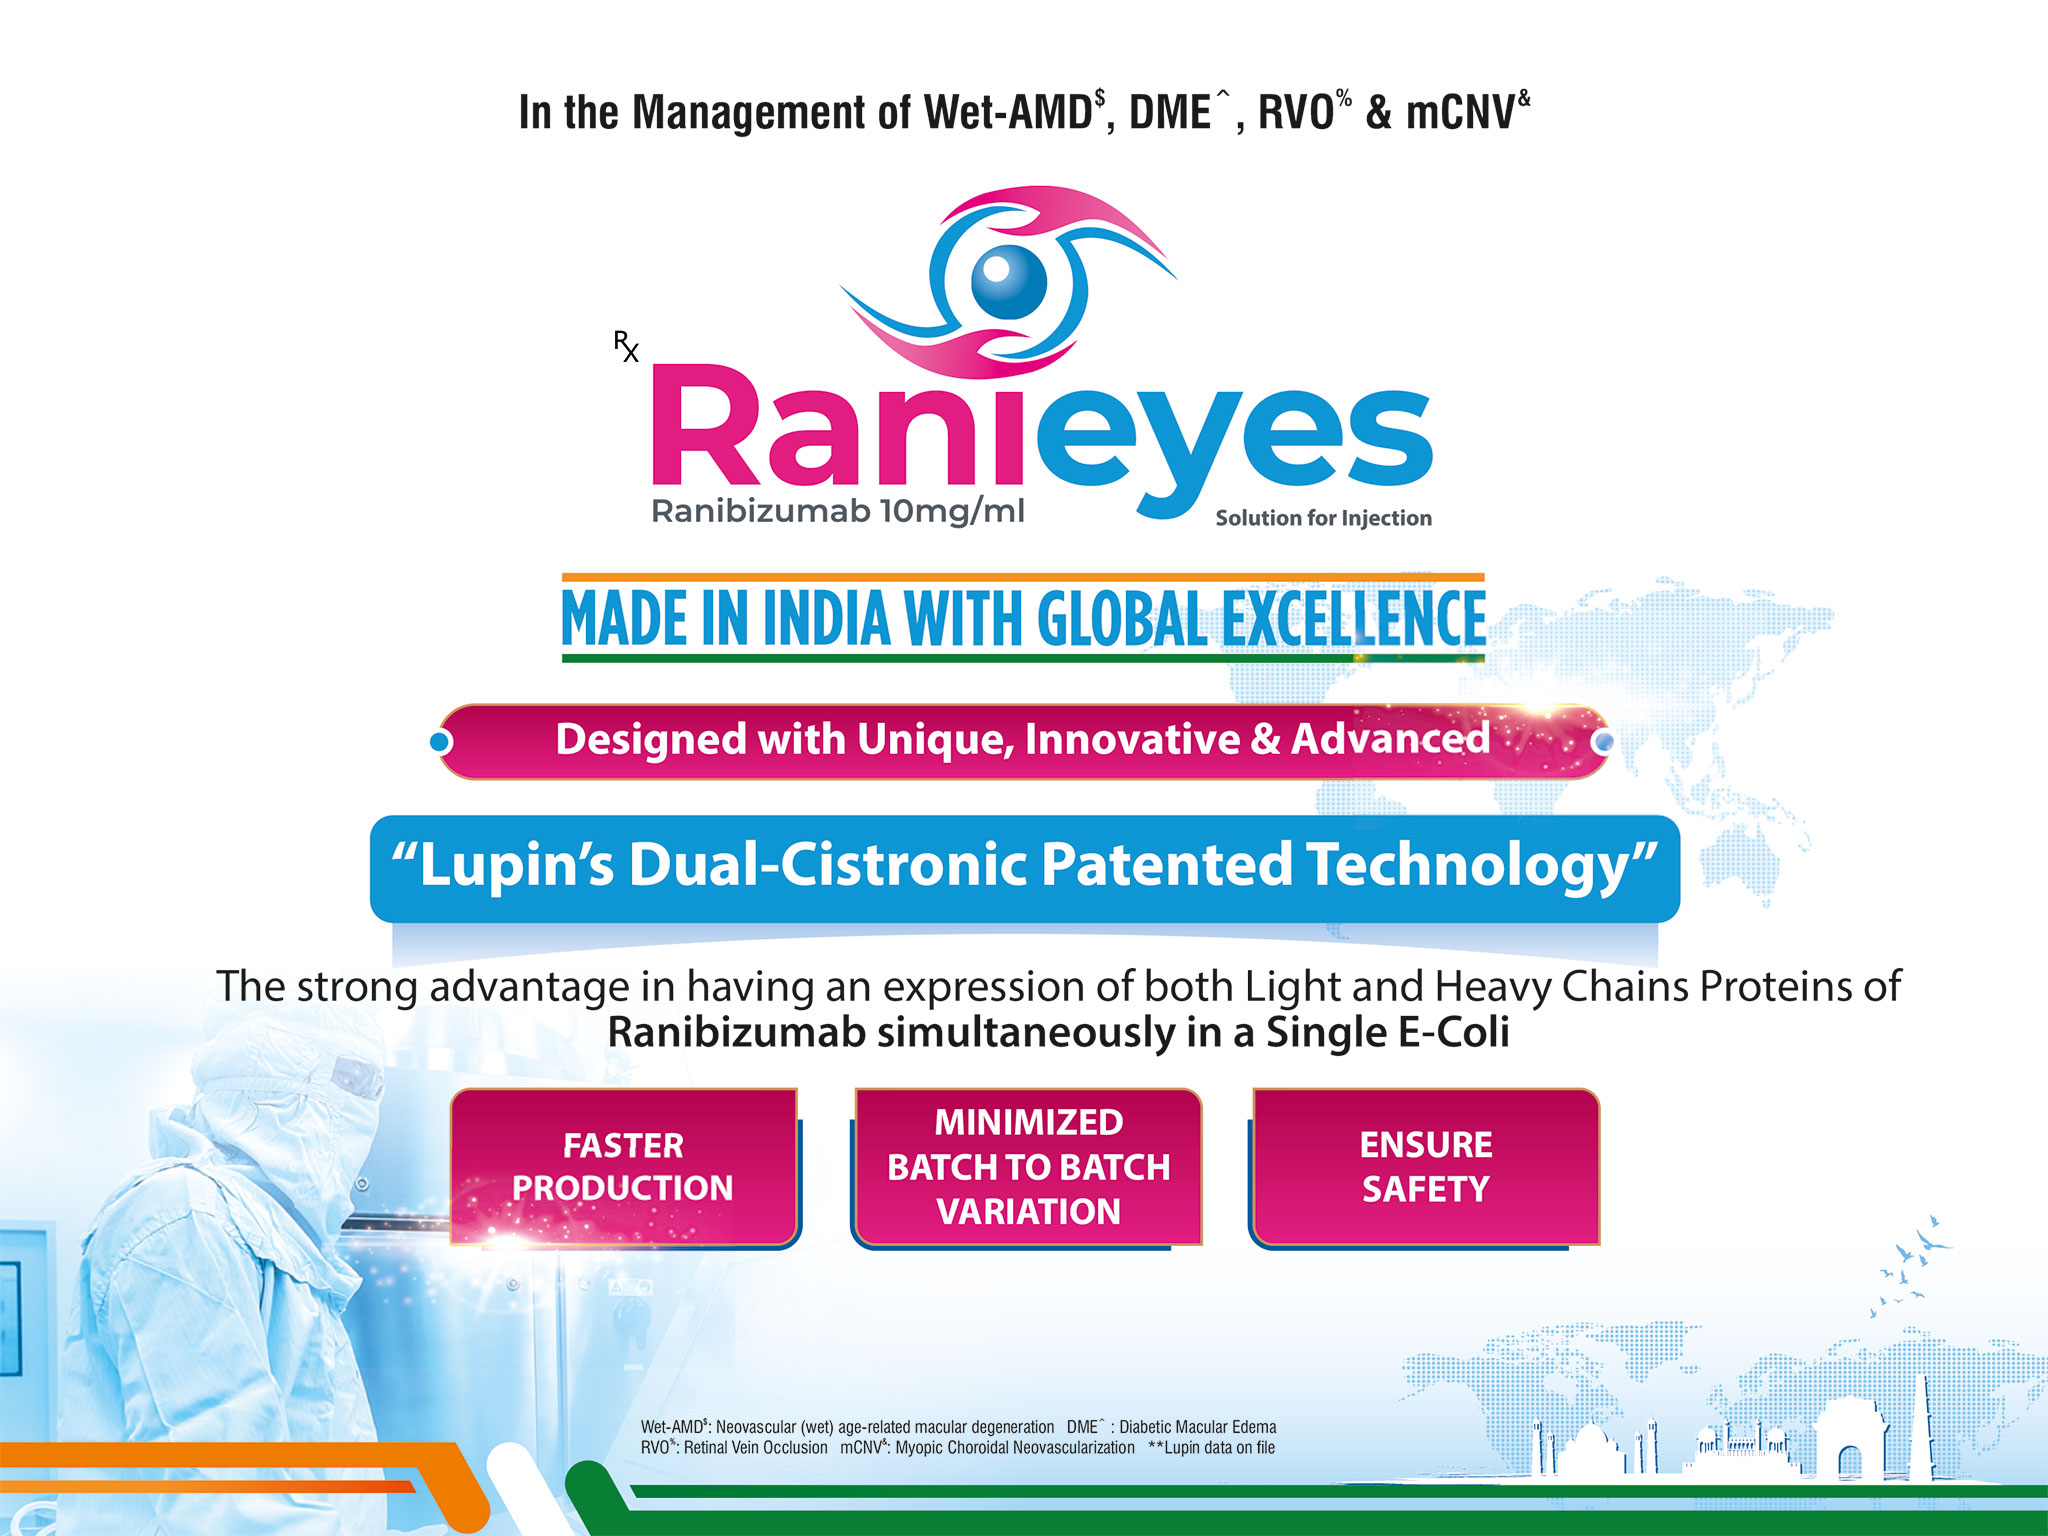 In the Management of Wet-AMD$, DME^, RVO% & mCNV&
Rx
Ranieyes
Ranibizumab 10mg/ml
Solution for Injection
MADE IN INDIA WITH GLOBAL EXCELLENCE
Designed with Unique, Innovative & Advanced
“Lupin’s Dual-Cistronic Patented Technology”
The strong advantage in having an expression of both Light and Heavy Chains Proteins of
Ranibizumab simultaneously in a Single E-Coli
FASTER
PRODUCTION
MINIMIZED
BATCH TO BATCH
VARIATION
ENSURE
SAFETY
Wet-AMD$: Neovascular (wet) age-related macular degeneration DME^ : Diabetic Macular Edema
RVO%: Retinal Vein Occlusion mCNV&: Myopic Choroidal Neovascularization **Lupin data on file